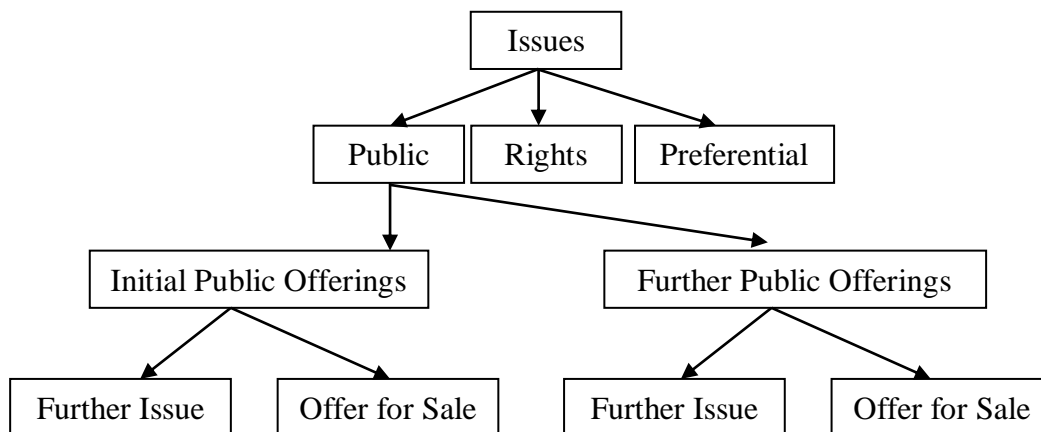 Issues
Public
Rights
Preferential
Initial Public Offerings
Further Public Offerings
Further Issue
Offer for Sale
Further Issue
Offer for Sale